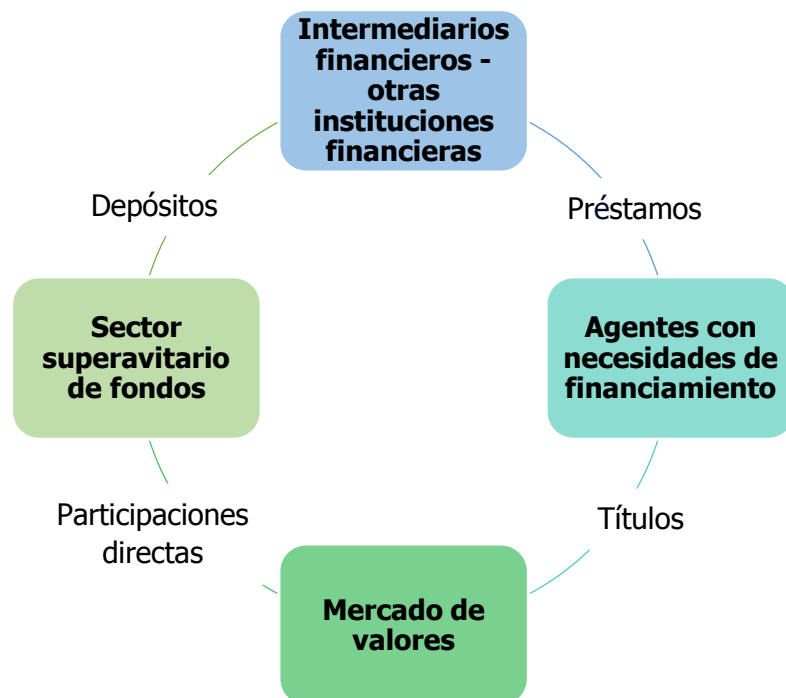 Intermediarios
financieros -
otras
instituciones
financieras
Depósitos
Préstamos
Sector
superavitario
de fondos
Agentes con
necesidades de
financiamiento
Participaciones
directas
Títulos
Mercado de
valores